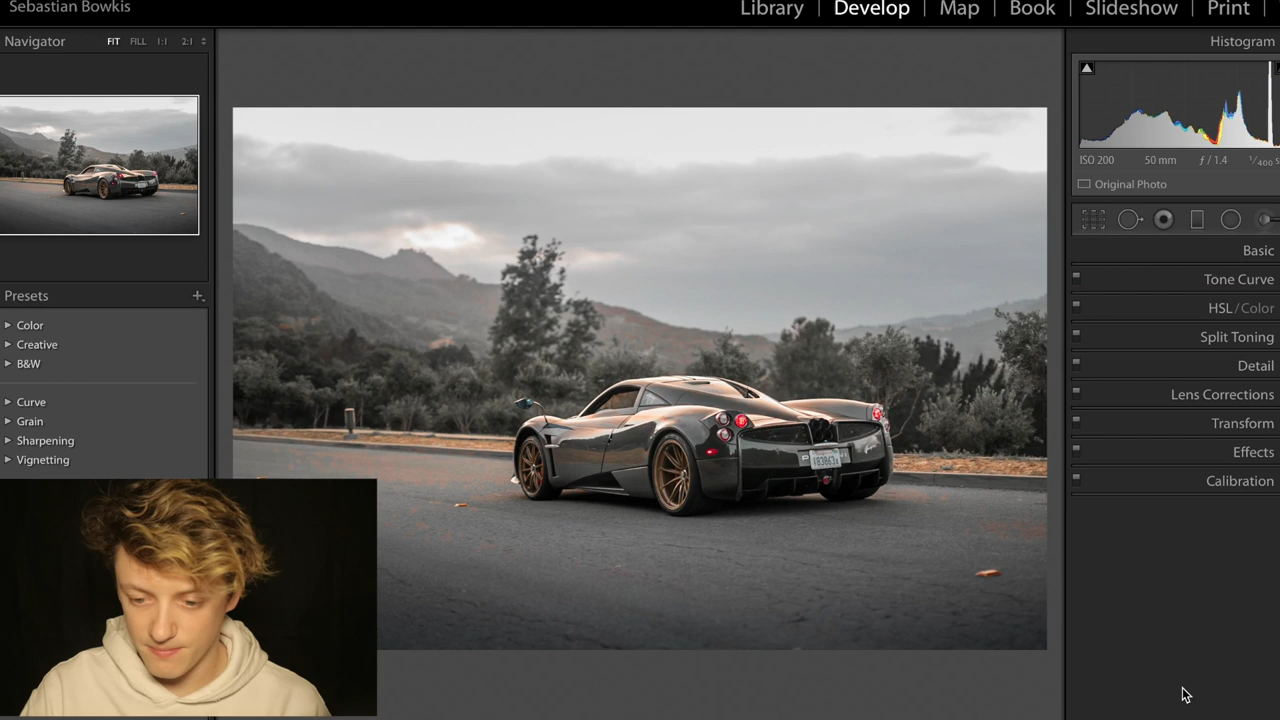 Sebastian Bowkis
Library | Develop | Map | Book | Slideshow | Print |
Navigator FIT FILL 1:1 2:1
Histogram
ISO 200 50 mm ƒ / 1.4 1/400 s
Original Photo
Basic
Tone Curve
HSL / Color
Split Toning
Detail
Lens Corrections
Transform
Effects
Calibration
Presets +
Color
Creative
B&W
Curve
Grain
Sharpening
Vignetting